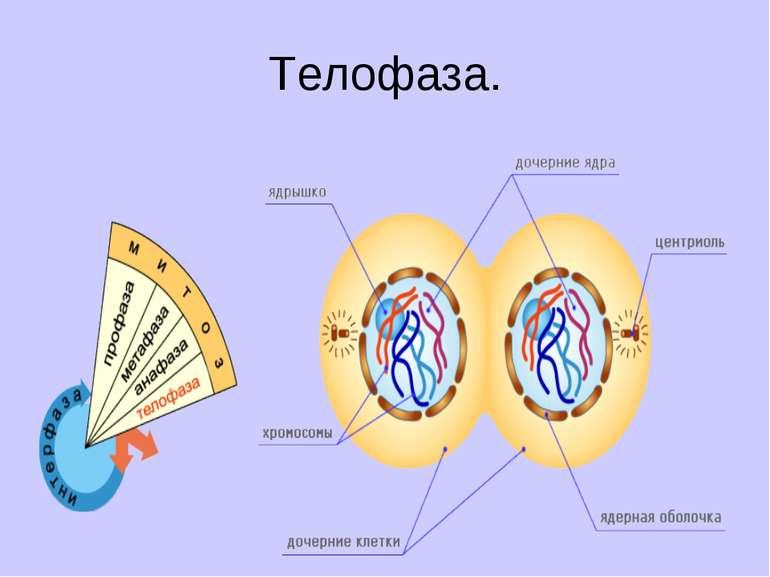 Телофаза.
дочерние ядра
ядрышко
центриоль
митоз
профаза
метафаза
анафаза
телофаза
интерфаза
хромосомы
ядерная оболочка
дочерние клетки